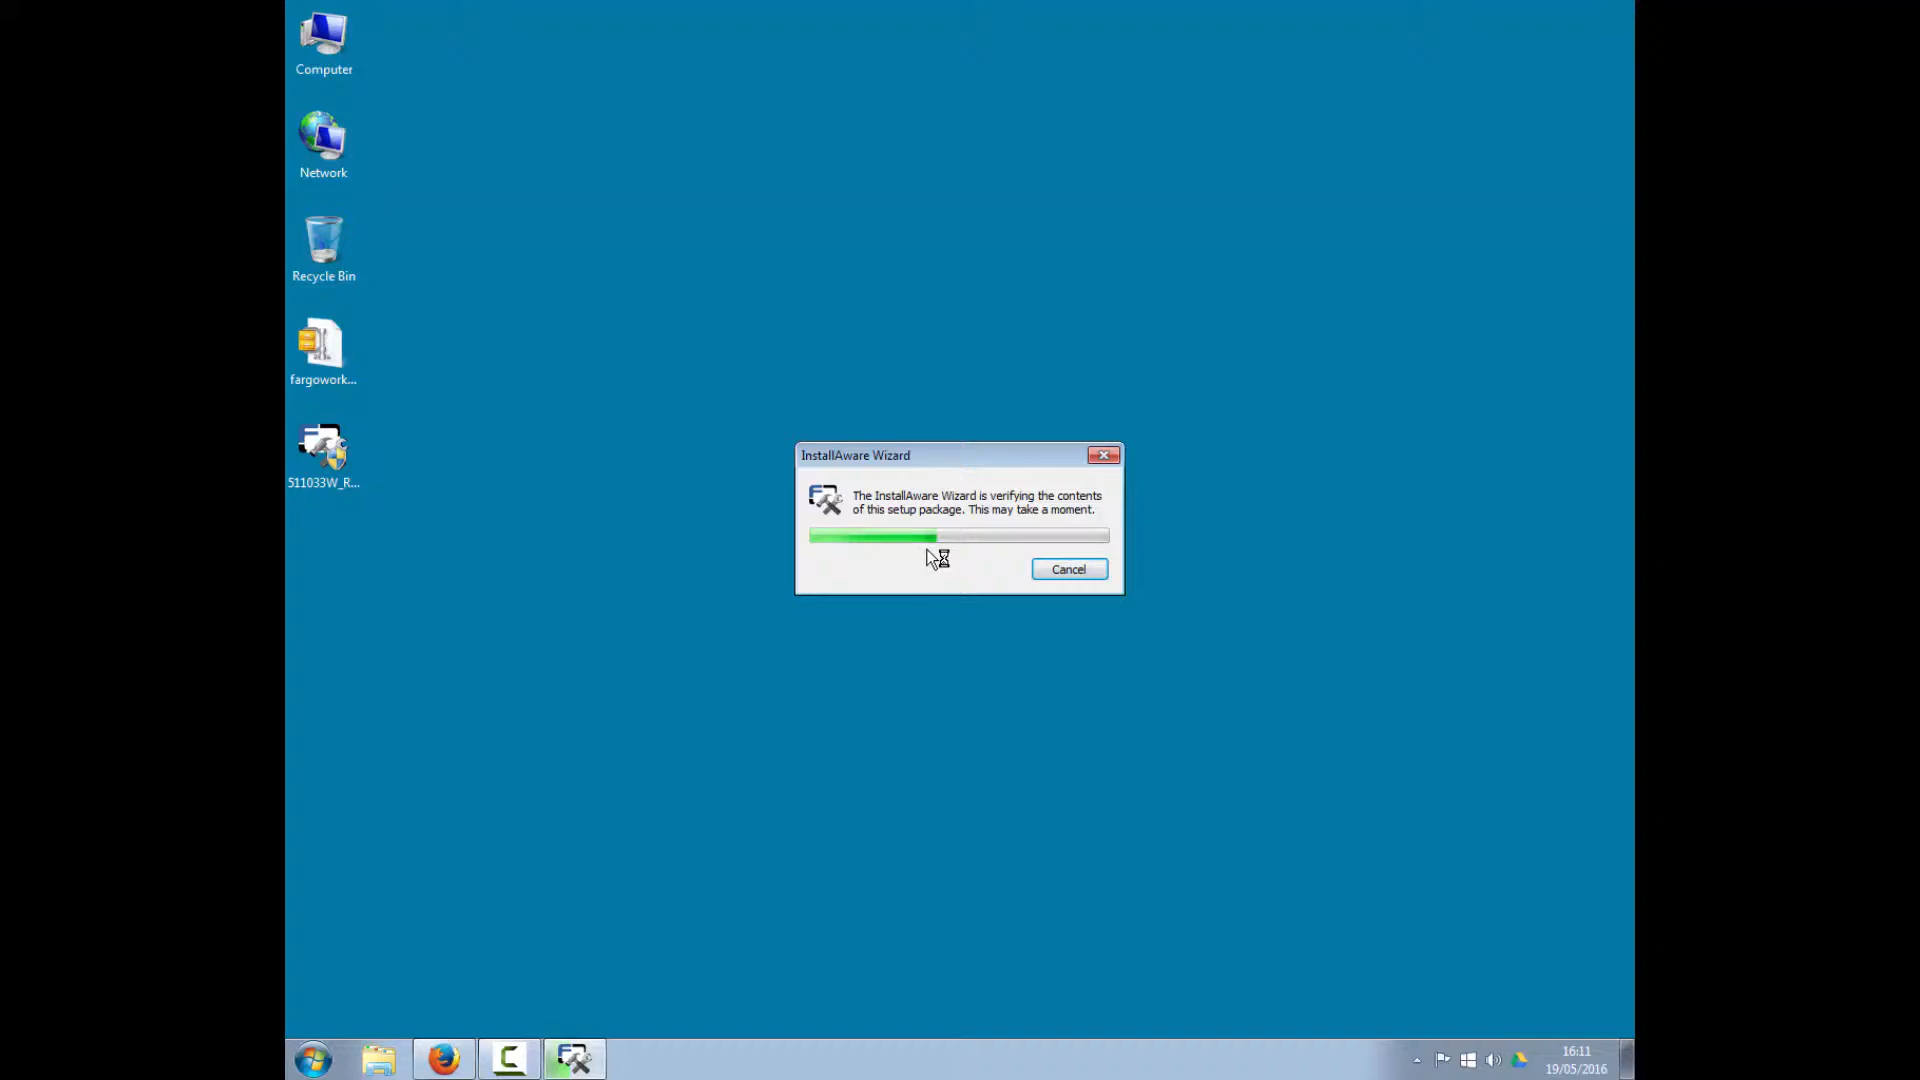 Computer
Network
Recycle Bin
fargowork...
511033W_R...
InstallAware Wizard
The InstallAware Wizard is verifying the contents
of this setup package. This may take a moment.
Cancel
16:11
19/05/2016